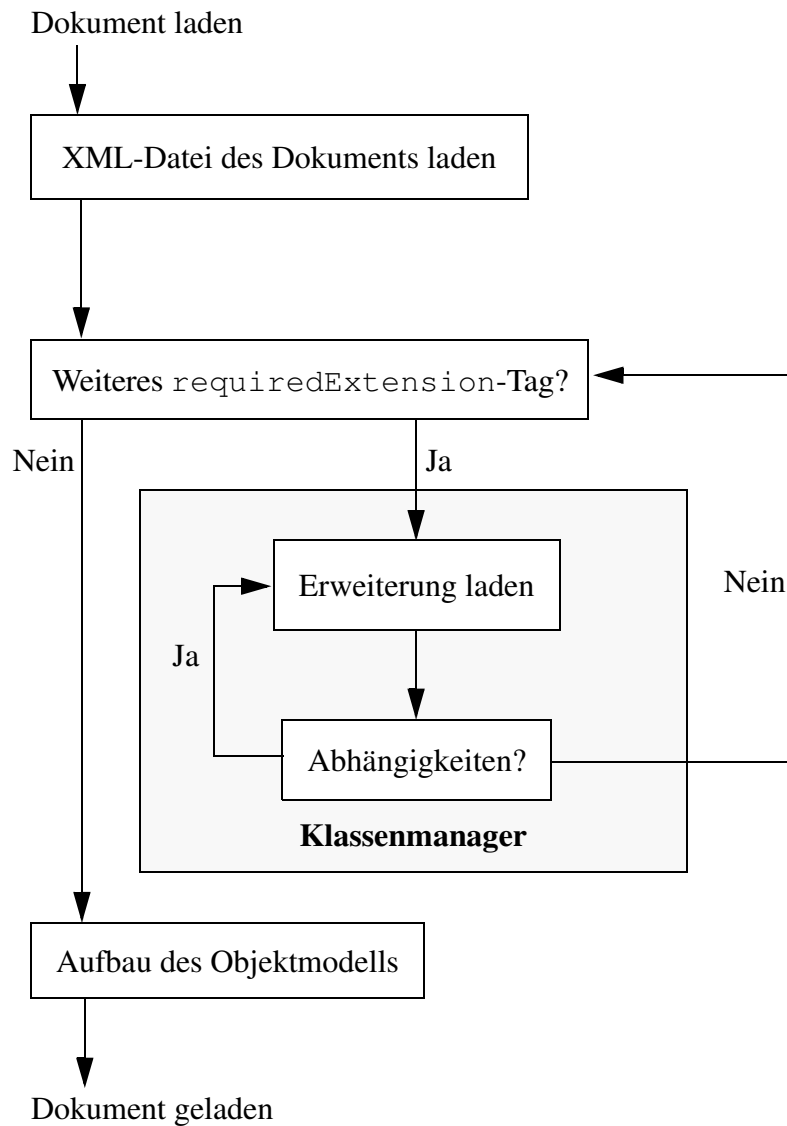 Dokument laden
XML-Datei des Dokuments laden
Weiteres requiredExtension-Tag?
Nein
Ja
Erweiterung laden
Nein
Ja
Abhängigkeiten?
Klassenmanager
Aufbau des Objektmodells
Dokument geladen